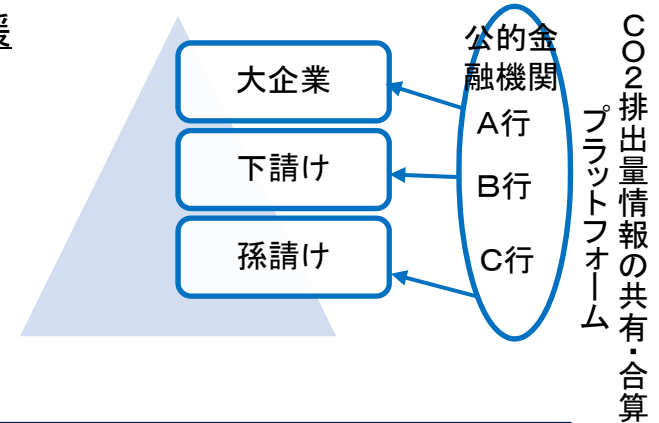 援
大企業
下請け
孫請け
公的金
融機関
A行
B行
C行
CO2排出量情報の共有・合算
プラットフォーム